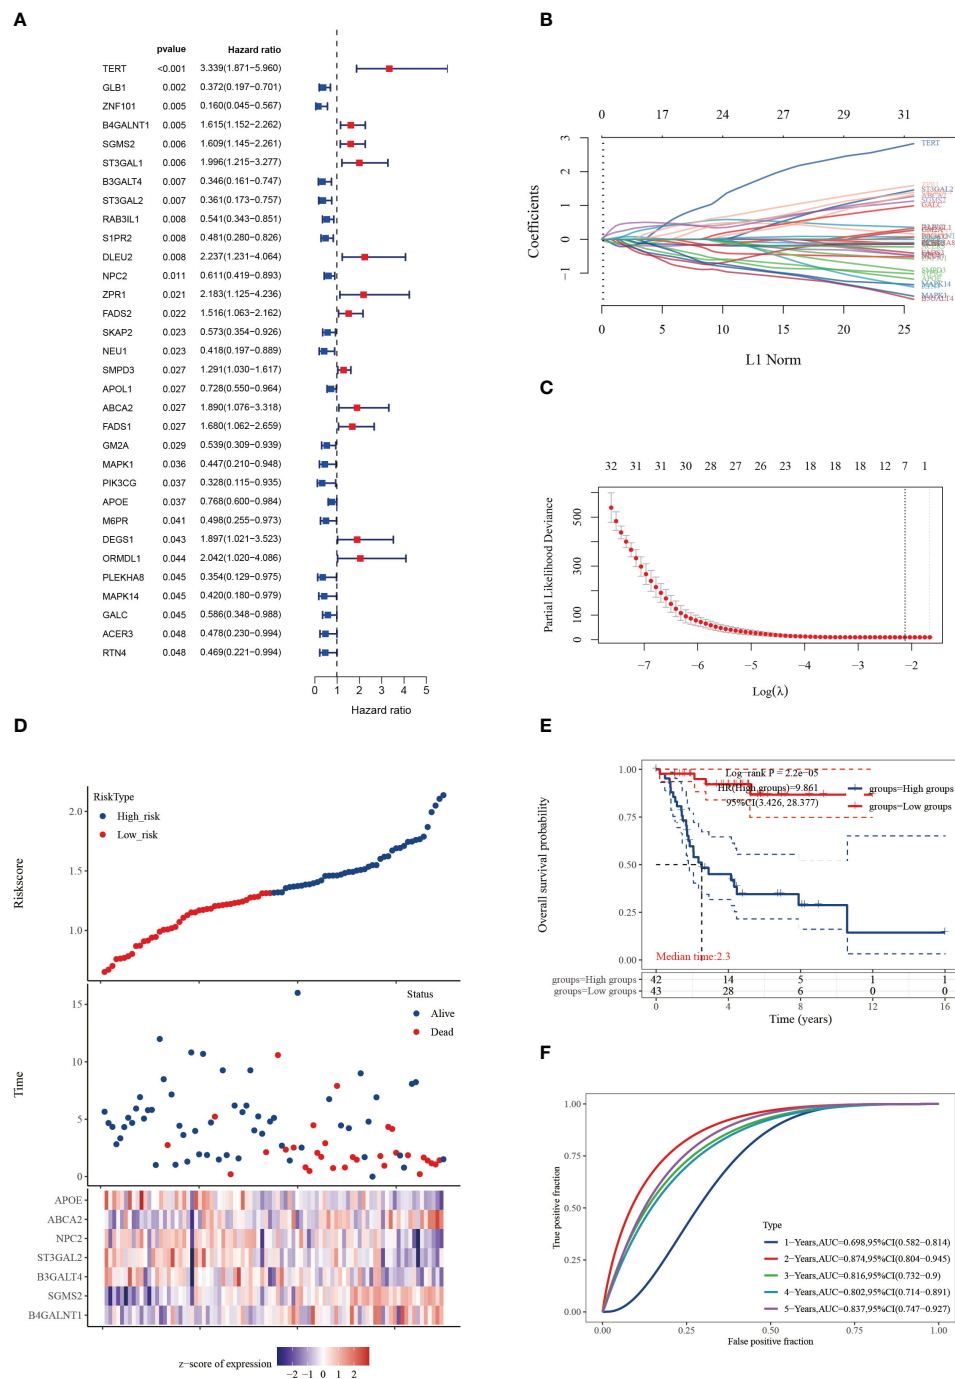 A
pvalue Hazard ratio
TERT <0.001 3.339(1.871−5.960)
GLB1 0.002 0.372(0.197−0.701)
ZNF101 0.005 0.160(0.045−0.567)
B4GALNT1 0.005 1.615(1.152−2.262)
SGMS2 0.006 1.609(1.145−2.261)
ST3GAL1 0.006 1.996(1.215−3.277)
B3GALT4 0.007 0.346(0.161−0.747)
ST3GAL2 0.007 0.361(0.173−0.757)
RAB3IL1 0.008 0.541(0.343−0.851)
S1PR2 0.008 0.481(0.280−0.826)
DLEU2 0.008 2.237(1.231−4.064)
NPC2 0.011 0.611(0.419−0.893)
ZPR1 0.021 2.183(1.125−4.236)
FADS2 0.022 1.516(1.063−2.162)
SKAP2 0.023 0.573(0.354−0.926)
NEU1 0.023 0.418(0.197−0.889)
SMPD3 0.027 1.291(1.030−1.617)
APOL1 0.027 0.728(0.550−0.964)
ABCA2 0.027 1.890(1.076−3.318)
FADS1 0.027 1.680(1.062−2.659)
GM2A 0.029 0.539(0.309−0.939)
MAPK1 0.036 0.447(0.210−0.948)
PIK3CG 0.037 0.328(0.115−0.935)
APOE 0.037 0.768(0.600−0.984)
M6PR 0.041 0.498(0.255−0.973)
DEGS1 0.043 1.897(1.021−3.523)
ORMDL1 0.044 2.042(1.020−4.086)
PLEKHA8 0.045 0.354(0.129−0.975)
MAPK14 0.045 0.420(0.180−0.979)
GALC 0.045 0.586(0.348−0.988)
ACER3 0.048 0.478(0.230−0.994)
RTN4 0.048 0.469(0.221−0.994)
0 1 2 3 4 5
Hazard ratio
B
0 17 24 27 29 31
Coefficients
3
2
1
0
−1
TERT
ST3GAL2
ABCA2
SGMS2
GALC
SMPD3
APOE
MAPK14
MAPK1
B3GALT4
0 5 10 15 20 25
L1 Norm
C
32 31 31 30 28 27 26 23 18 18 18 12 7 1
Partial Likelihood Deviance
500
300
100
0
−7 −6 −5 −4 −3 −2
Log(λ)
D
Riskscore
2.0
1.5
1.0
RiskType
High_risk
Low_risk
Time
15
10
5
0
Status
Alive
Dead
APOE
ABCA2
NPC2
ST3GAL2
B3GALT4
SGMS2
B4GALNT1
z−score of expression
−2 −1 0 1 2
E
Overall survival probability
1.00
0.75
0.50
0.25
0.00
Log−rank P = 2.2e−05
HR(High groups)=9.861
95%CI(3.426, 28.377)
groups=High groups
groups=Low groups
Median time:2.3
groups=High groups 42 14 5 1 1
groups=Low groups 43 28 6 0 0
0 4 8 12 16
Time (years)
F
True positive fraction
1.00
0.75
0.50
0.25
0.00
Type
1−Years,AUC=0.698,95%CI(0.582−0.814)
2−Years,AUC=0.874,95%CI(0.804−0.945)
3−Years,AUC=0.816,95%CI(0.732−0.9)
4−Years,AUC=0.802,95%CI(0.714−0.891)
5−Years,AUC=0.837,95%CI(0.747−0.927)
0.00 0.25 0.50 0.75 1.00
False positive fraction